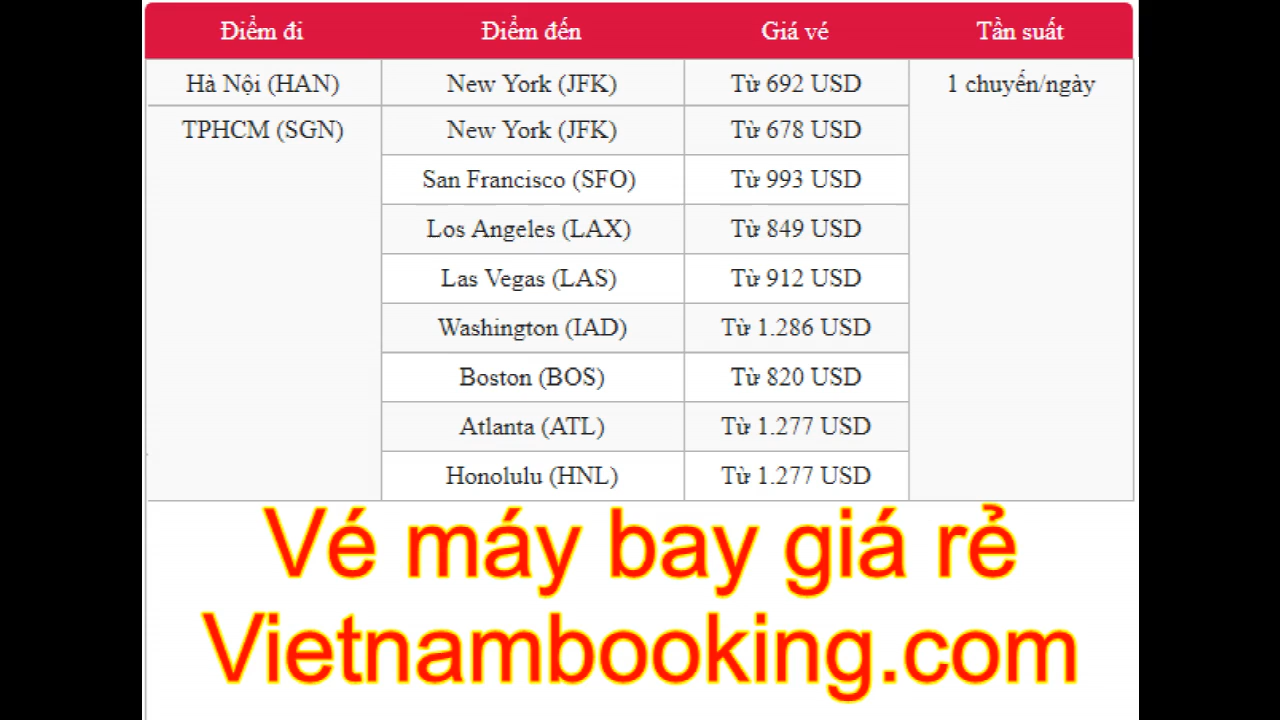 Điểm đi Điểm đến Giá vé Tần suất
Hà Nội (HAN) New York (JFK) Từ 692 USD 1 chuyến/ngày
TPHCM (SGN) New York (JFK) Từ 678 USD
San Francisco (SFO) Từ 993 USD
Los Angeles (LAX) Từ 849 USD
Las Vegas (LAS) Từ 912 USD
Washington (IAD) Từ 1.286 USD
Boston (BOS) Từ 820 USD
Atlanta (ATL) Từ 1.277 USD
Honolulu (HNL) Từ 1.277 USD
Vé máy bay giá rẻ
Vietnambooking.com